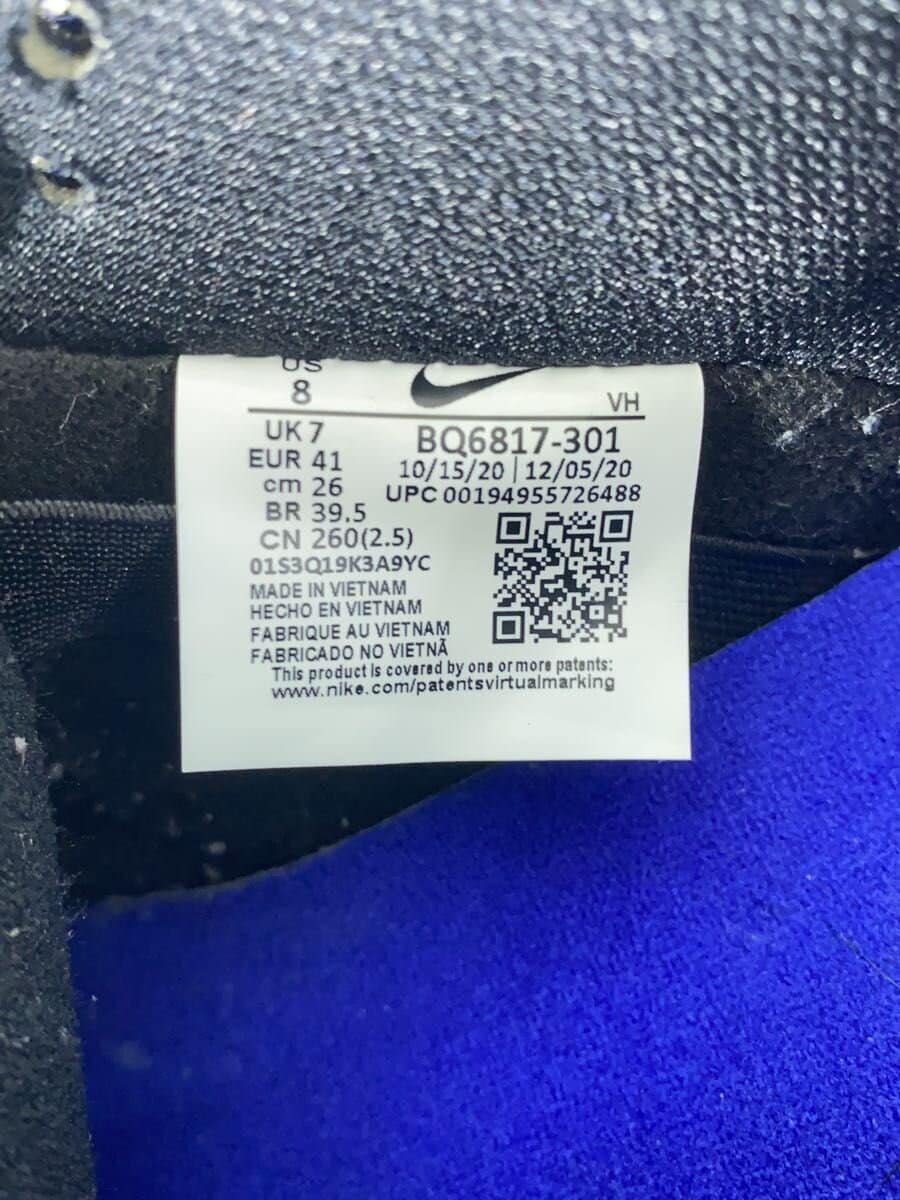 US
8
VH
UK 7
EUR 41
cm 26
BR 39.5
CN 260(2.5)
01S3Q19K3A9YC
BQ6817-301
10/15/20 | 12/05/20
UPC 00194955726488
MADE IN VIETNAM
HECHO EN VIETNAM
FABRIQUE AU VIETNAM
FABRICADO NO VIETNÃ
This product is covered by one or more patents:
www.nike.com/patentsvirtualmarking